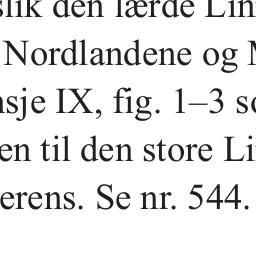 slik den lærde Lin
Nordlandene og M
nsje IX, fig. 1–3 so
en til den store Li
erens. Se nr. 544.